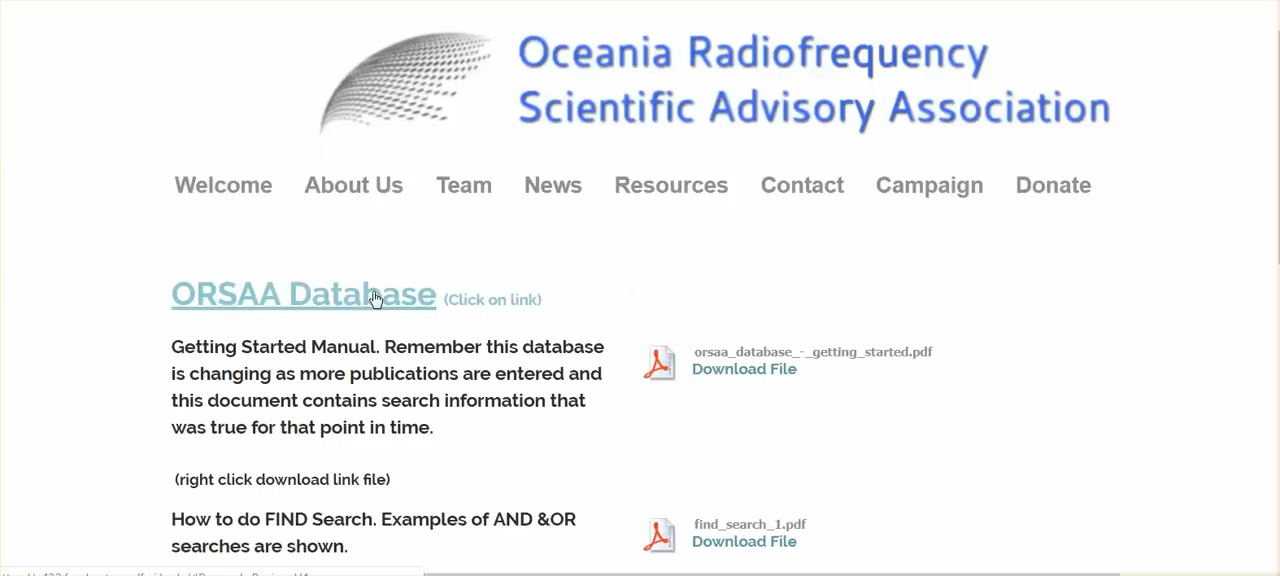 Oceania Radiofrequency
Scientific Advisory Association
Welcome About Us Team News Resources Contact Campaign Donate
ORSAA Database (Click on link)
Getting Started Manual. Remember this database
is changing as more publications are entered and
this document contains search information that
was true for that point in time.
orsaa_database_-_getting_started.pdf
Download File
(right click download link file)
How to do FIND Search. Examples of AND &OR
searches are shown.
find_search_1.pdf
Download File